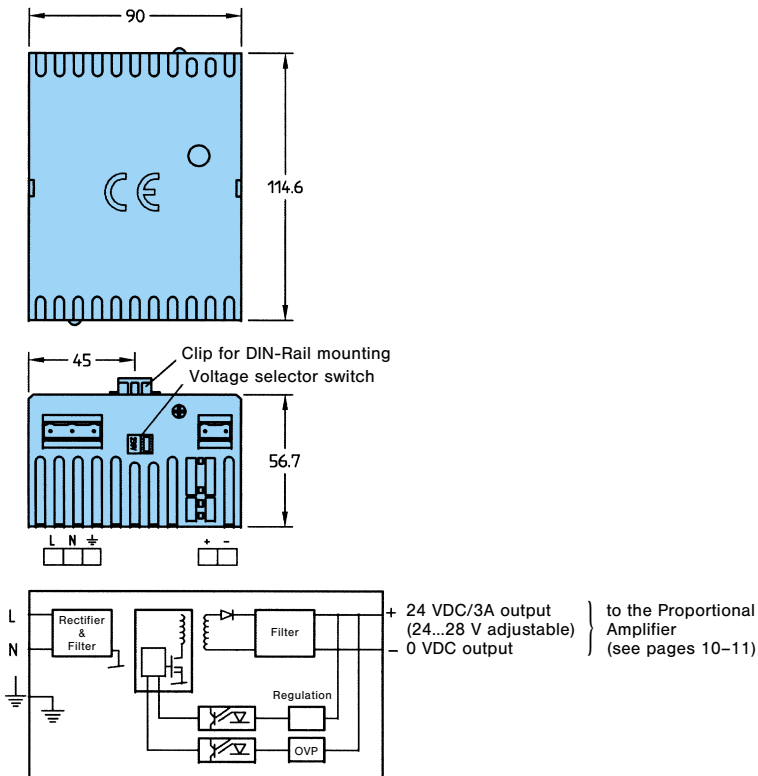 90
114.6
CE
45
Clip for DIN-Rail mounting
Voltage selector switch
56.7
L N
+ -
L
N
Rectifier
&
Filter
Filter
Regulation
OVP
+ 24 VDC/3A output
(24...28 V adjustable)
– 0 VDC output
to the Proportional
Amplifier
(see pages 10–11)